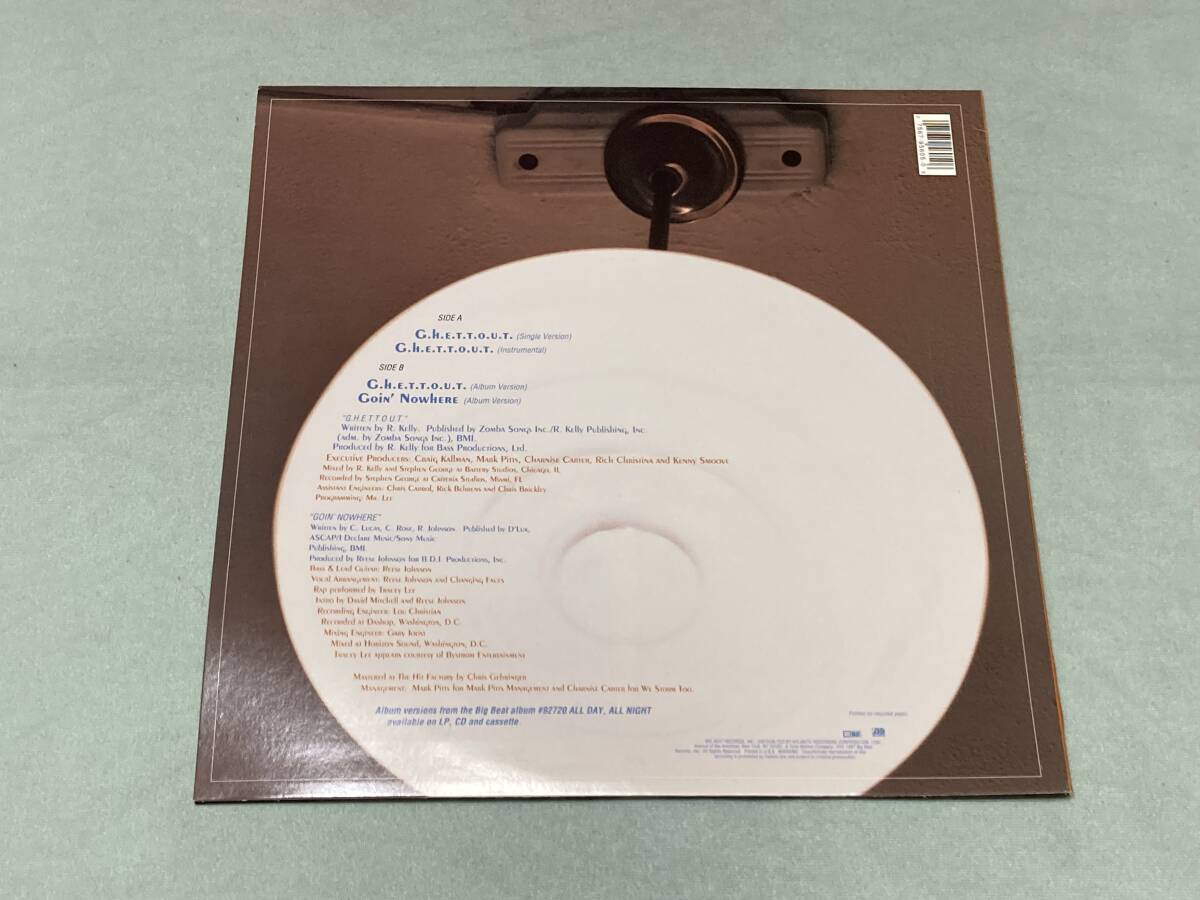 SIDE A
G.H.E.T.T.O.U.T. (Single Version)
G.H.E.T.T.O.U.T. (Instrumental)
SIDE B
G.H.E.T.T.O.U.T. (Album Version)
Goin' Nowhere (Album Version)
"G.H.E.T.T.O.U.T."
Written by R. Kelly. Published by Zomba Songs Inc./R. Kelly Publishing, Inc.
(adm. by Zomba Songs Inc.), BMI.
Produced by R. Kelly for Bass Productions, Ltd.
Executive Producers: Craig Kallman, Mark Pitts, Charnise Carter, Rich Christina and Kenny Smoove
Mixed by R. Kelly and Stephen George at Battery Studios, Chicago, IL
Recorded by Stephen George at Criteria Studios, Miami, FL
Assistant Engineers: Chris Carrol, Rick Behrens and Chris Brickley
Programming: Mr. Lee
"GOIN' NOWHERE"
Written by C. Lucas, C. Rose, R. Johnson. Published by D'Lux,
ASCAP/I Declare Music/Sony Music
Publishing, BMI.
Produced by Reese Johnson for B.D.I. Productions, Inc.
Bass & Lead Guitar: Reese Johnson
Vocal Arrangement: Reese Johnson and Changing Faces
Rap performed by Tracey Lee
Intro by David Mitchell and Reese Johnson
Recording Engineer: Lou Christian
Recorded at Dashop, Washington, D.C.
Mixing Engineer: Gary Joost
Mixed at Horizon Sound, Washington, D.C.
Tracey Lee appears courtesy of Bystorm Entertainment
Mastered at The Hit Factory by Chris Gehringer
Management: Mark Pitts for Mark Pitts Management and Charnise Carter for We Storm Too.
Album versions from the Big Beat album #92720 ALL DAY, ALL NIGHT
available on LP, CD and cassette.
Printed on recycled paper.